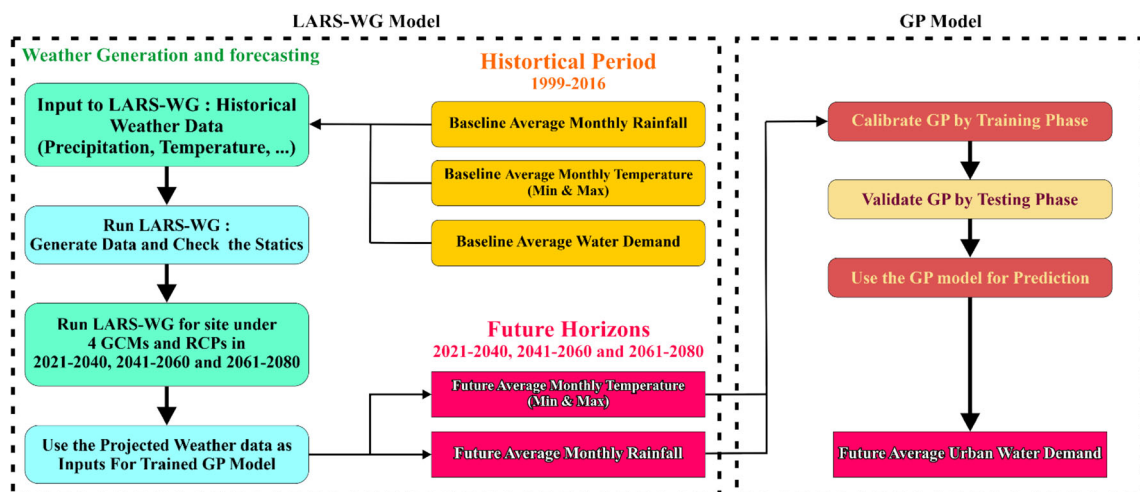 LARS-WG Model
GP Model
Weather Generation and forecasting
Input to LARS-WG : Historical
Weather Data
(Precipitation, Temperature, ...)
Run LARS-WG :
Generate Data and Check the Statics
Run LARS-WG for site under
4 GCMs and RCPs in
2021-2040, 2041-2060 and 2061-2080
Use the Projected Weather data as
Inputs For Trained GP Model
Histortical Period
1999-2016
Baseline Average Monthly Rainfall
Baseline Average Monthly Temperature
(Min & Max)
Baseline Average Water Demand
Future Horizons
2021-2040, 2041-2060 and 2061-2080
Future Average Monthly Temperature
(Min & Max)
Future Average Monthly Rainfall
Calibrate GP by Training Phase
Validate GP by Testing Phase
Use the GP model for Prediction
Future Average Urban Water Demand